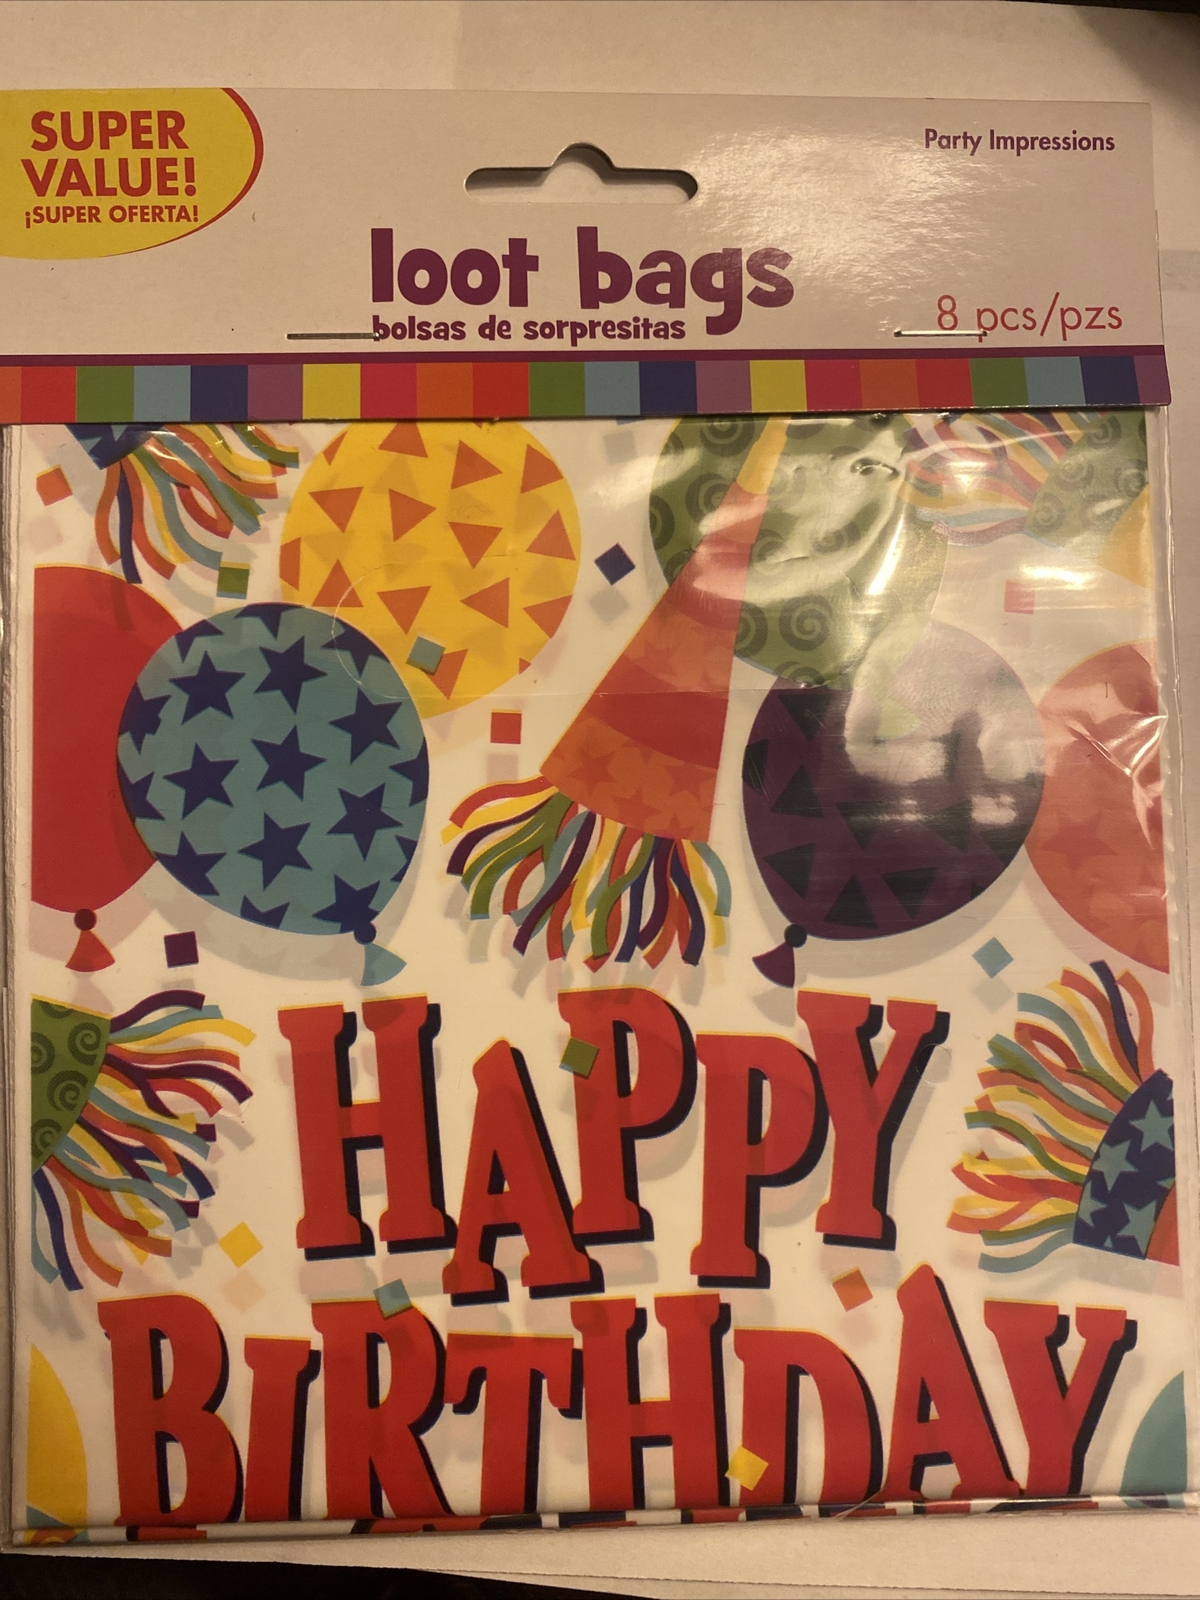 SUPER
VALUE!
¡SUPER OFERTA!
Party Impressions
loot bags
bolsas de sorpresitas
8 pcs/pzs
HAPPY
BIRTHDAY